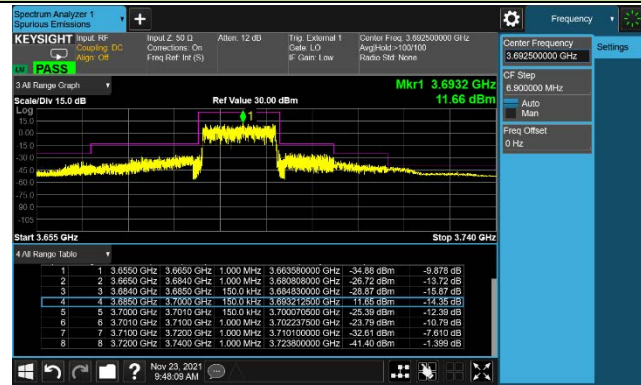 Spectrum Analyzer 1
Spurious Emissions
+
Frequency
KEYSIGHT Input: RF Input Z: 50 Ω Atten: 12 dB Trig: External 1 Center Freq: 3.692500000 GHz
Coupling: DC Corrections: On Gate: LO Avg|Hold:>100/100
Align: Off Freq Ref: Int (S) IF Gain: Low Radio Std: None
LXI PASS
Center Frequency
3.692500000 GHz
Settings
CF Step
6.900000 MHz
Auto
Man
Freq Offset
0 Hz
3 All Range Graph
Mkr1 3.6932 GHz
Scale/Div 15.0 dB Ref Value 30.00 dBm 11.66 dBm
Log
15.0
0.00
-15.0
-30.0
-45.0
-60.0
-75.0
-90.0
-105
1
Start 3.655 GHz Stop 3.740 GHz
4 All Range Table
1 1 3.6550 GHz 3.6650 GHz 1.000 MHz 3.663580000 GHz -34.88 dBm -9.878 dB
2 2 3.6650 GHz 3.6840 GHz 1.000 MHz 3.680808000 GHz -26.72 dBm -13.72 dB
3 3 3.6840 GHz 3.6850 GHz 150.0 kHz 3.684830000 GHz -28.87 dBm -15.87 dB
4 4 3.6850 GHz 3.7000 GHz 150.0 kHz 3.693212500 GHz 11.65 dBm -14.35 dB
5 5 3.7000 GHz 3.7010 GHz 150.0 kHz 3.700070500 GHz -25.39 dBm -12.39 dB
6 6 3.7010 GHz 3.7100 GHz 1.000 MHz 3.702237500 GHz -23.79 dBm -10.79 dB
7 7 3.7100 GHz 3.7200 GHz 1.000 MHz 3.710100000 GHz -32.61 dBm -7.610 dB
8 8 3.7200 GHz 3.7400 GHz 1.000 MHz 3.723800000 GHz -41.40 dBm -1.399 dB
?
Nov 23, 2021
9:48:09 AM